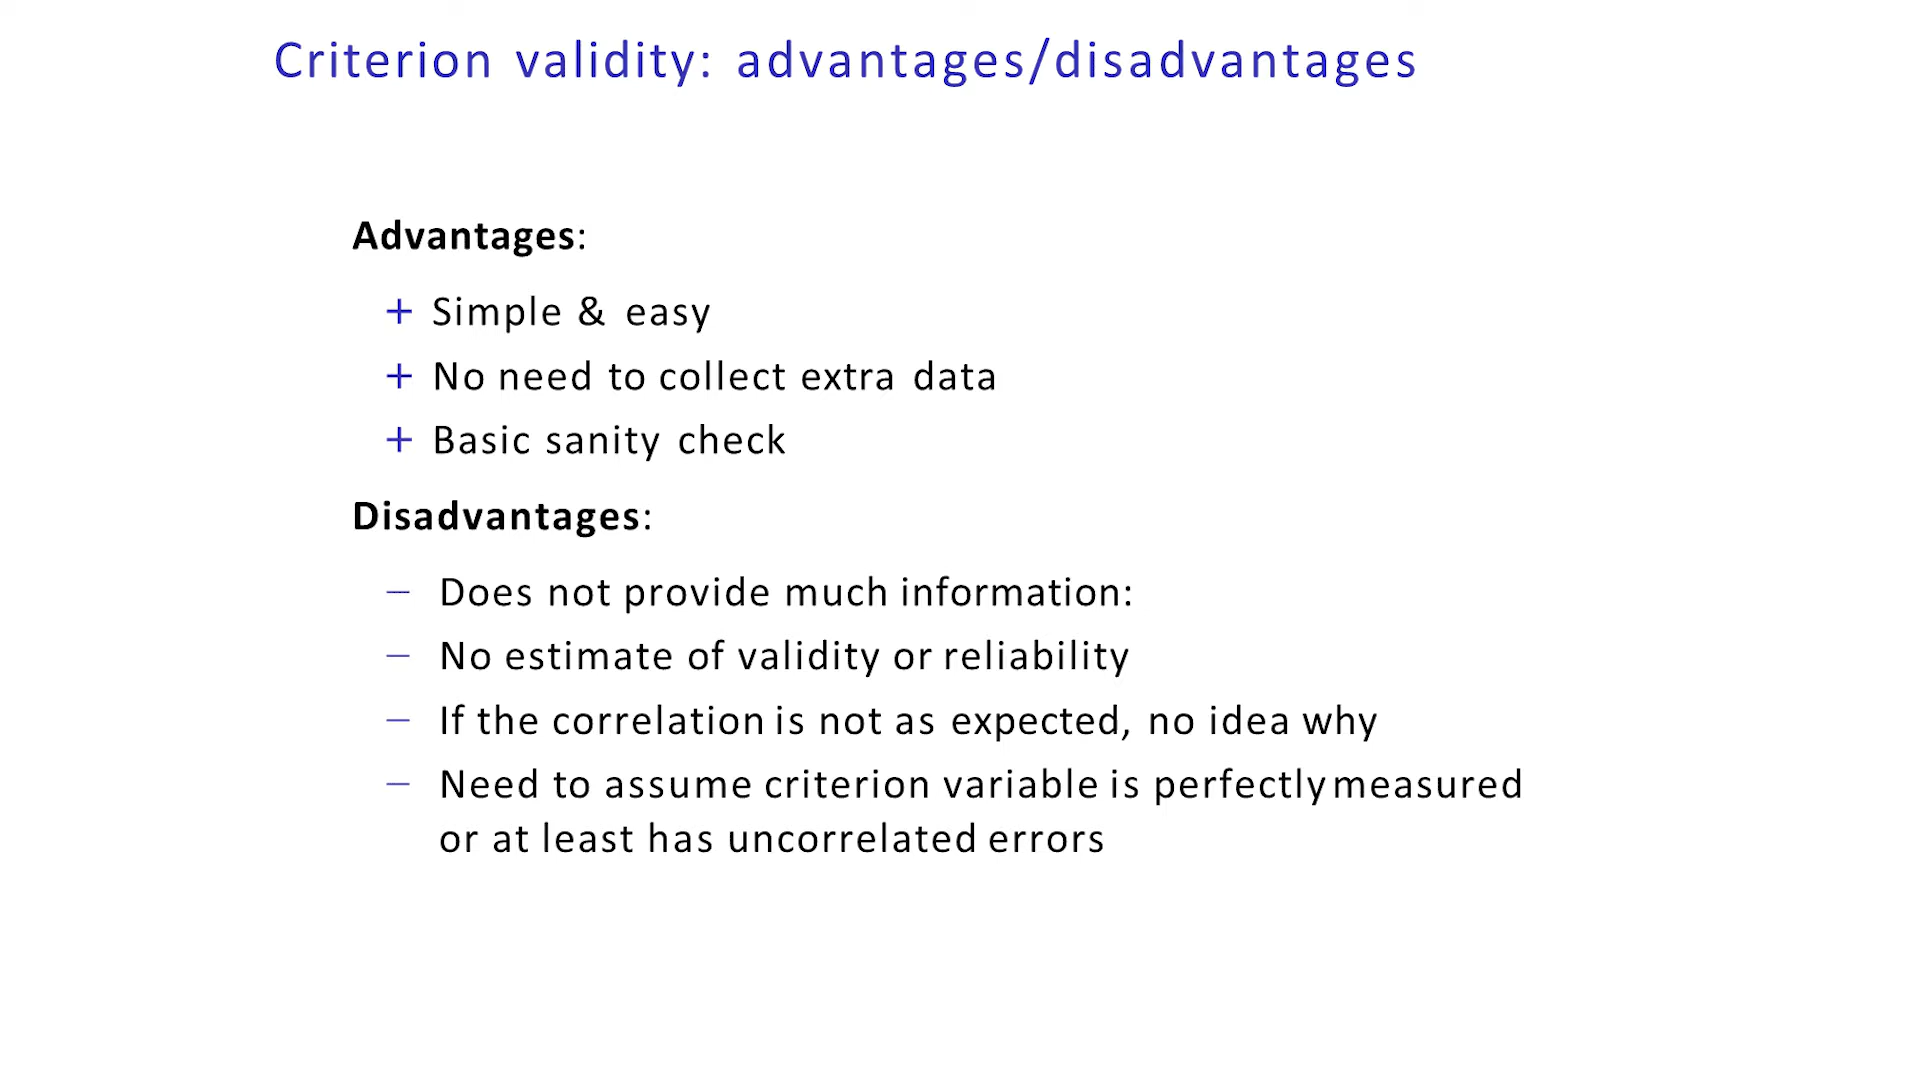 Criterion validity: advantages/disadvantages
Advantages:
+ Simple & easy
+ No need to collect extra data
+ Basic sanity check
Disadvantages:
– Does not provide much information:
– No estimate of validity or reliability
– If the correlation is not as expected, no idea why
– Need to assume criterion variable is perfectly measured
or at least has uncorrelated errors